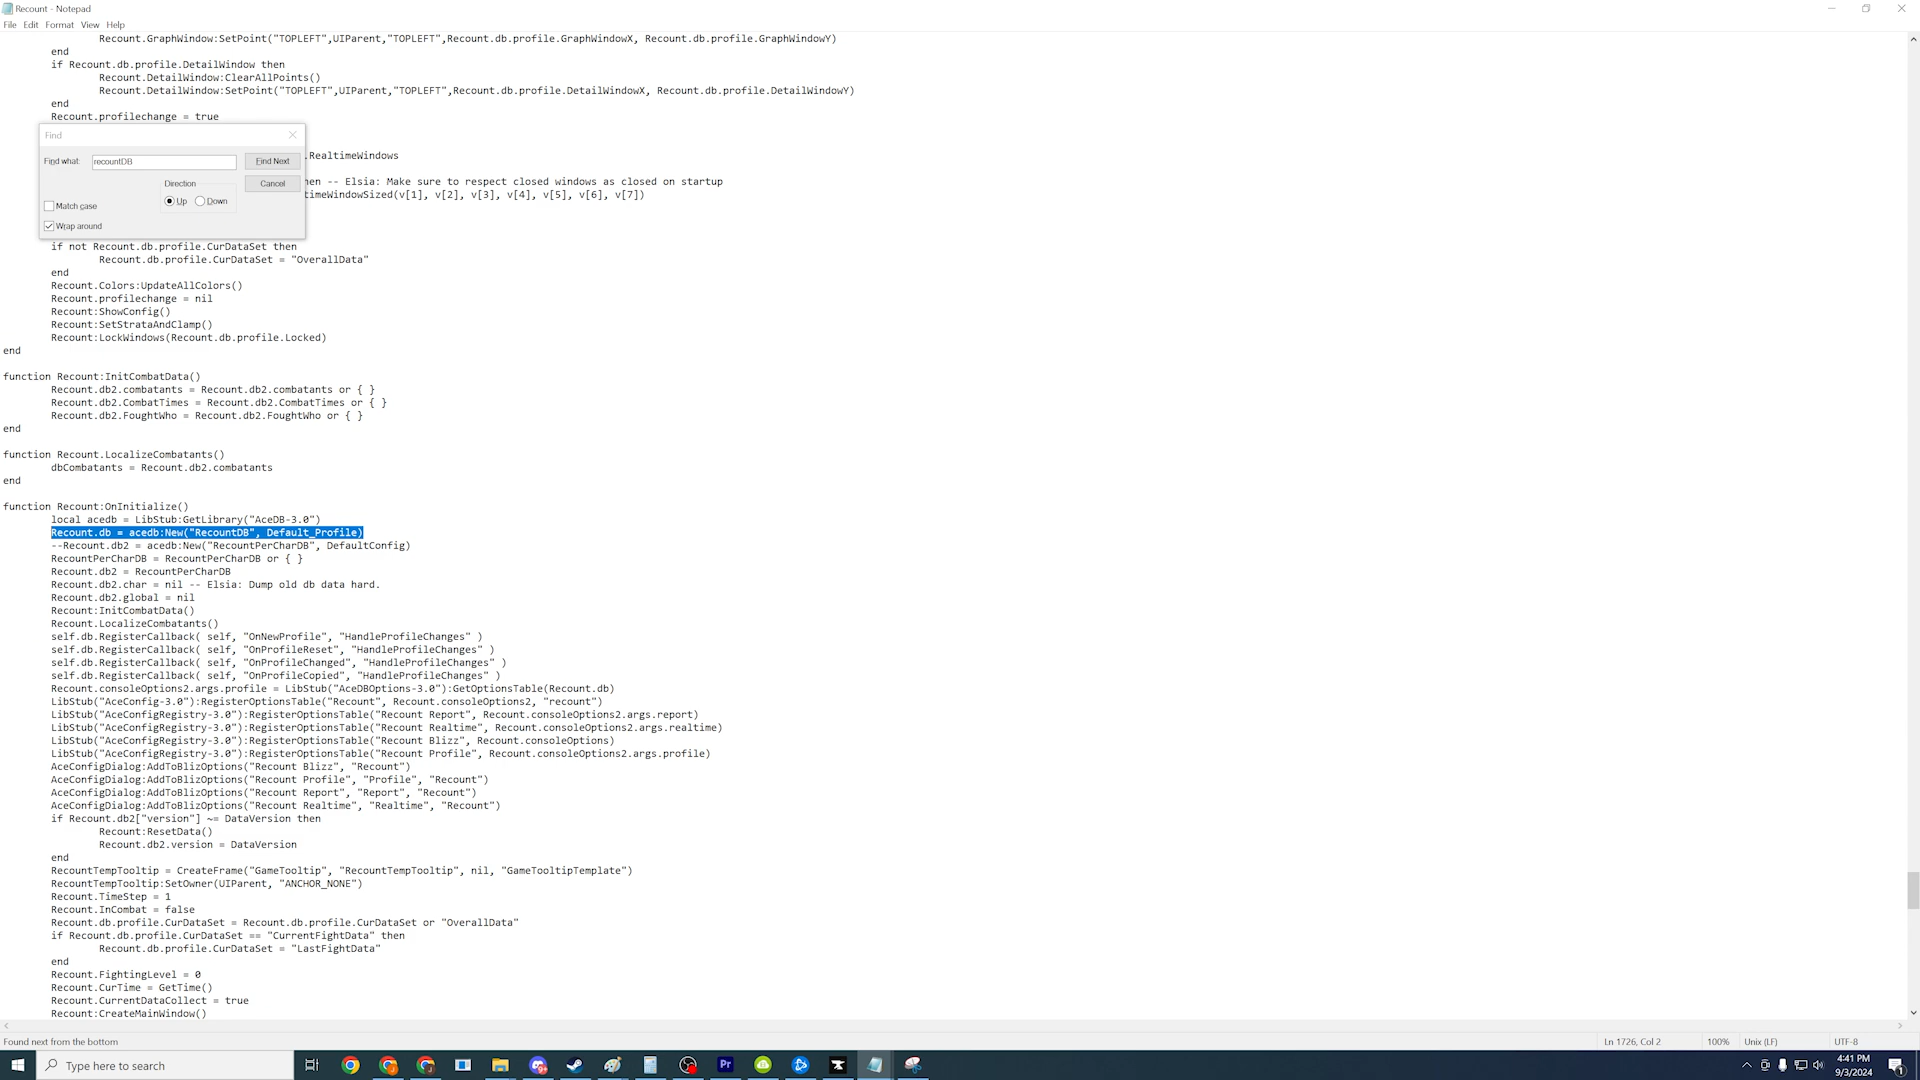 Recount - Notepad
File Edit Format View Help
Recount.GraphWindow:SetPoint("TOPLEFT",UIParent,"TOPLEFT",Recount.db.profile.GraphWindowX, Recount.db.profile.GraphWindowY)
end
if Recount.db.profile.DetailWindow then
Recount.DetailWindow:ClearAllPoints()
Recount.DetailWindow:SetPoint("TOPLEFT",UIParent,"TOPLEFT",Recount.db.profile.DetailWindowX, Recount.db.profile.DetailWindowY)
end
Recount.profilechange = true
Find
.RealtimeWindows
Find what: recountDB Find Next
hen -- Elsia: Make sure to respect closed windows as closed on startup
Direction Cancel
timeWindowSized(v[1], v[2], v[3], v[4], v[5], v[6], v[7])
Up Down
Match case
Wrap around
if not Recount.db.profile.CurDataSet then
Recount.db.profile.CurDataSet = "OverallData"
end
Recount.Colors:UpdateAllColors()
Recount.profilechange = nil
Recount:ShowConfig()
Recount:SetStrataAndClamp()
Recount:LockWindows(Recount.db.profile.Locked)
end
function Recount:InitCombatData()
Recount.db2.combatants = Recount.db2.combatants or { }
Recount.db2.CombatTimes = Recount.db2.CombatTimes or { }
Recount.db2.FoughtWho = Recount.db2.FoughtWho or { }
end
function Recount.LocalizeCombatants()
dbCombatants = Recount.db2.combatants
end
function Recount:OnInitialize()
local acedb = LibStub:GetLibrary("AceDB-3.0")
Recount.db = acedb:New("RecountDB", Default_Profile)
--Recount.db2 = acedb:New("RecountPerCharDB", DefaultConfig)
RecountPerCharDB = RecountPerCharDB or { }
Recount.db2 = RecountPerCharDB
Recount.db2.char = nil -- Elsia: Dump old db data hard.
Recount.db2.global = nil
Recount:InitCombatData()
Recount.LocalizeCombatants()
self.db.RegisterCallback( self, "OnNewProfile", "HandleProfileChanges" )
self.db.RegisterCallback( self, "OnProfileReset", "HandleProfileChanges" )
self.db.RegisterCallback( self, "OnProfileChanged", "HandleProfileChanges" )
self.db.RegisterCallback( self, "OnProfileCopied", "HandleProfileChanges" )
Recount.consoleOptions2.args.profile = LibStub("AceDBOptions-3.0"):GetOptionsTable(Recount.db)
LibStub("AceConfig-3.0"):RegisterOptionsTable("Recount", Recount.consoleOptions2, "recount")
LibStub("AceConfigRegistry-3.0"):RegisterOptionsTable("Recount Report", Recount.consoleOptions2.args.report)
LibStub("AceConfigRegistry-3.0"):RegisterOptionsTable("Recount Realtime", Recount.consoleOptions2.args.realtime)
LibStub("AceConfigRegistry-3.0"):RegisterOptionsTable("Recount Blizz", Recount.consoleOptions)
LibStub("AceConfigRegistry-3.0"):RegisterOptionsTable("Recount Profile", Recount.consoleOptions2.args.profile)
AceConfigDialog:AddToBlizOptions("Recount Blizz", "Recount")
AceConfigDialog:AddToBlizOptions("Recount Profile", "Profile", "Recount")
AceConfigDialog:AddToBlizOptions("Recount Report", "Report", "Recount")
AceConfigDialog:AddToBlizOptions("Recount Realtime", "Realtime", "Recount")
if Recount.db2["version"] ~= DataVersion then
Recount:ResetData()
Recount.db2.version = DataVersion
end
RecountTempTooltip = CreateFrame("GameTooltip", "RecountTempTooltip", nil, "GameTooltipTemplate")
RecountTempTooltip:SetOwner(UIParent, "ANCHOR_NONE")
Recount.TimeStep = 1
Recount.InCombat = false
Recount.db.profile.CurDataSet = Recount.db.profile.CurDataSet or "OverallData"
if Recount.db.profile.CurDataSet == "CurrentFightData" then
Recount.db.profile.CurDataSet = "LastFightData"
end
Recount.FightingLevel = 0
Recount.CurTime = GetTime()
Recount.CurrentDataCollect = true
Recount:CreateMainWindow()
Found next from the bottom Ln 1726, Col 2 100% Unix (LF) UTF-8
Type here to search Pr 4:41 PM
9/3/2024 1